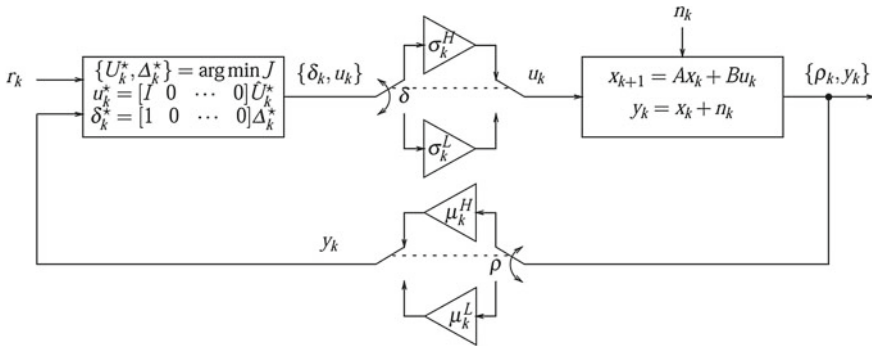 n_k
σ_k^H
r_k
{U_k^⋆, Δ_k^⋆} = arg min J
u_k^⋆ = [I 0 ⋯ 0] Û_k^⋆
δ_k^⋆ = [1 0 ⋯ 0] Δ_k^⋆
{δ_k, u_k}
δ
u_k
x_{k+1} = Ax_k + Bu_k
y_k = x_k + n_k
{ρ_k, y_k}
σ_k^L
μ_k^H
y_k
ρ
μ_k^L